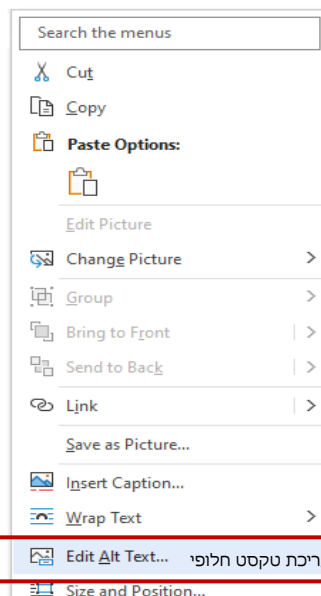 Search the menus
Cut
Copy
Paste Options:
Edit Picture
Change Picture
Group
Bring to Front
Send to Back
Link
Save as Picture...
Insert Caption...
Wrap Text
Edit Alt Text... ריכת טקסט חלופי
Size and Position...